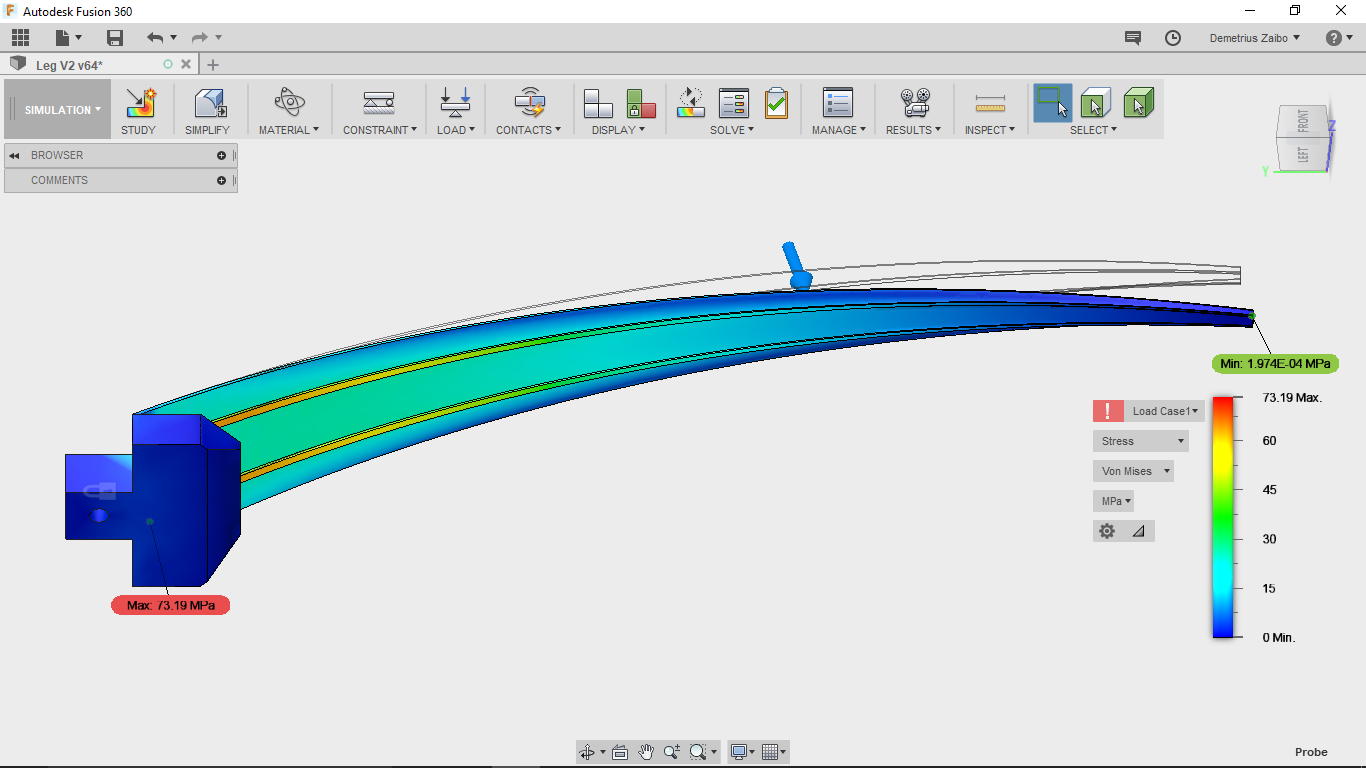 Autodesk Fusion 360
Demetrius Zaibo
Leg V2 v64*
SIMULATION
STUDY
SIMPLIFY
MATERIAL
CONSTRAINT
LOAD
CONTACTS
DISPLAY
SOLVE
MANAGE
RESULTS
INSPECT
SELECT
FRONT
LEFT
Z
Y
BROWSER
COMMENTS
Min: 1.974E-04 MPa
Load Case1
Stress
Von Mises
MPa
73.19 Max.
60
45
30
15
0 Min.
Max: 73.19 MPa
Probe